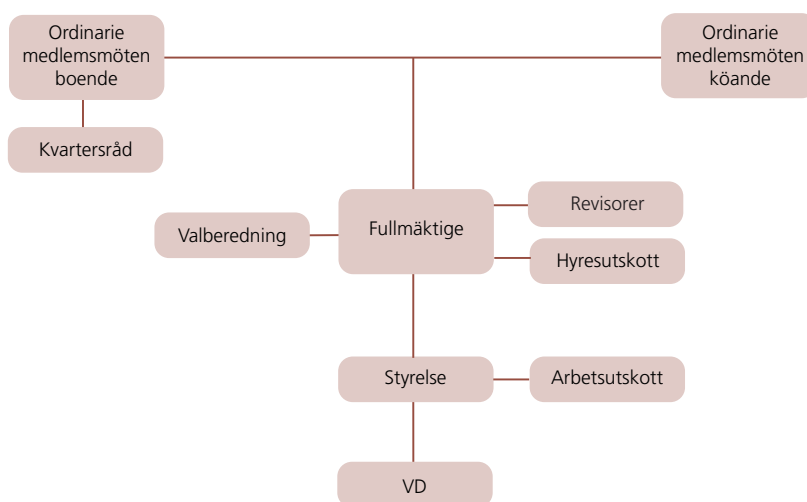 Ordinarie
medlemsmöten
boende
Ordinarie
medlemsmöten
köande
Kvartersråd
Valberedning
Fullmäktige
Revisorer
Hyresutskott
Styrelse
Arbetsutskott
VD